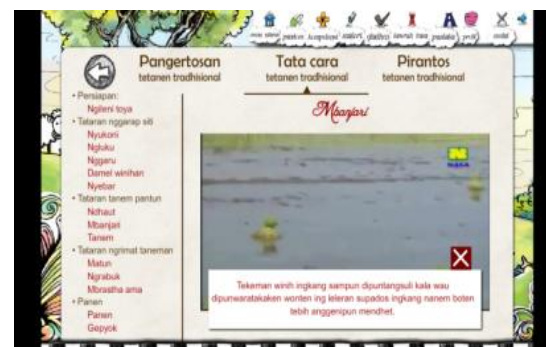 Pangertosan
tetanen tradhisional
Tata cara
tetanen tradhisional
Pirantos
tetanen tradhisional
Mbanjari
• Persiapan:
Ngileni toya
• Tataran nggarap siti
Nyukoni
Ngluku
Nggaru
Damel winihan
Nyebar
• Tataran tanem pantun
Ndhaut
Mbanjari
Tanem
• Tataran ngrimat taneman
Matun
Ngrabuk
Mbrastha ama
• Panen
Panen
Gepyok
Tekeman winih ingkang sampun dipuntangsuli kala wau
dipunwaratakaken wonten ing leleran supados ingkang nanem boten
tebih anggenipun mendhet.